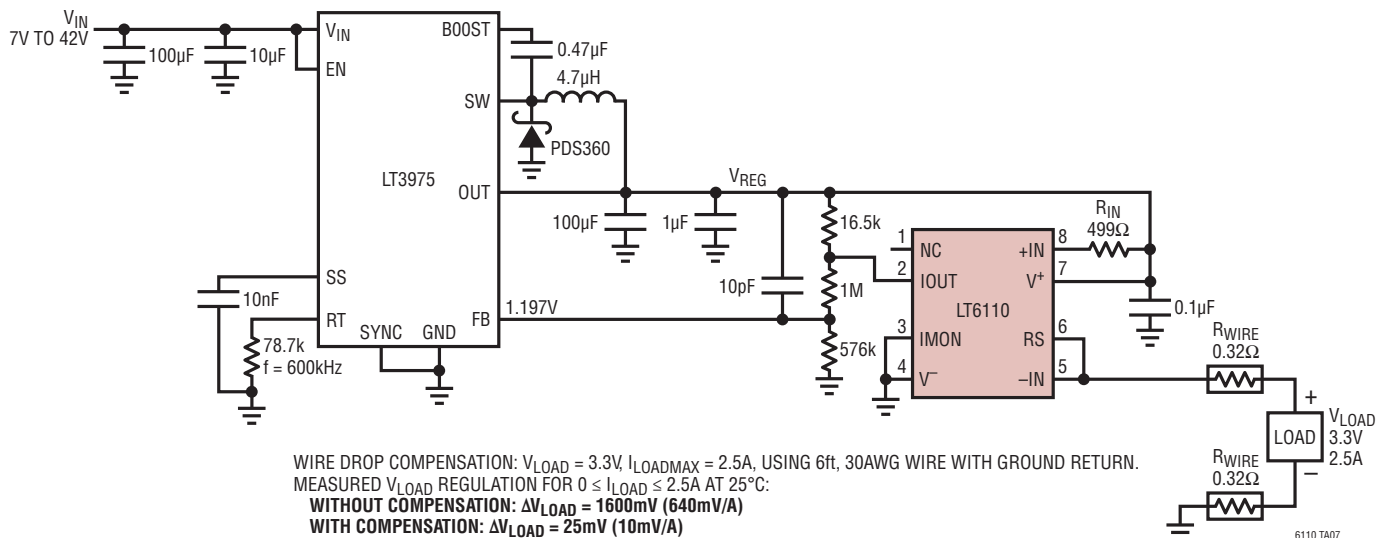 VIN
7V TO 42V
100µF
10µF
VIN
EN
BOOST
0.47µF
4.7µH
SW
PDS360
LT3975
OUT
VREG
100µF
1µF
16.5k
10pF
1M
576k
SS
10nF
RT
78.7k
f = 600kHz
SYNC
GND
FB
1.197V
RIN
499Ω
1
NC
+IN
8
2
IOUT
V+
7
LT6110
0.1µF
3
IMON
RS
6
4
V–
–IN
5
RWIRE
0.32Ω
+
LOAD
VLOAD
3.3V
2.5A
–
RWIRE
0.32Ω
WIRE DROP COMPENSATION: VLOAD = 3.3V, ILOADMAX = 2.5A, USING 6ft, 30AWG WIRE WITH GROUND RETURN.
MEASURED VLOAD REGULATION FOR 0 ≤ ILOAD ≤ 2.5A AT 25°C:
WITHOUT COMPENSATION: ΔVLOAD = 1600mV (640mV/A)
WITH COMPENSATION: ΔVLOAD = 25mV (10mV/A)
6110 TA07